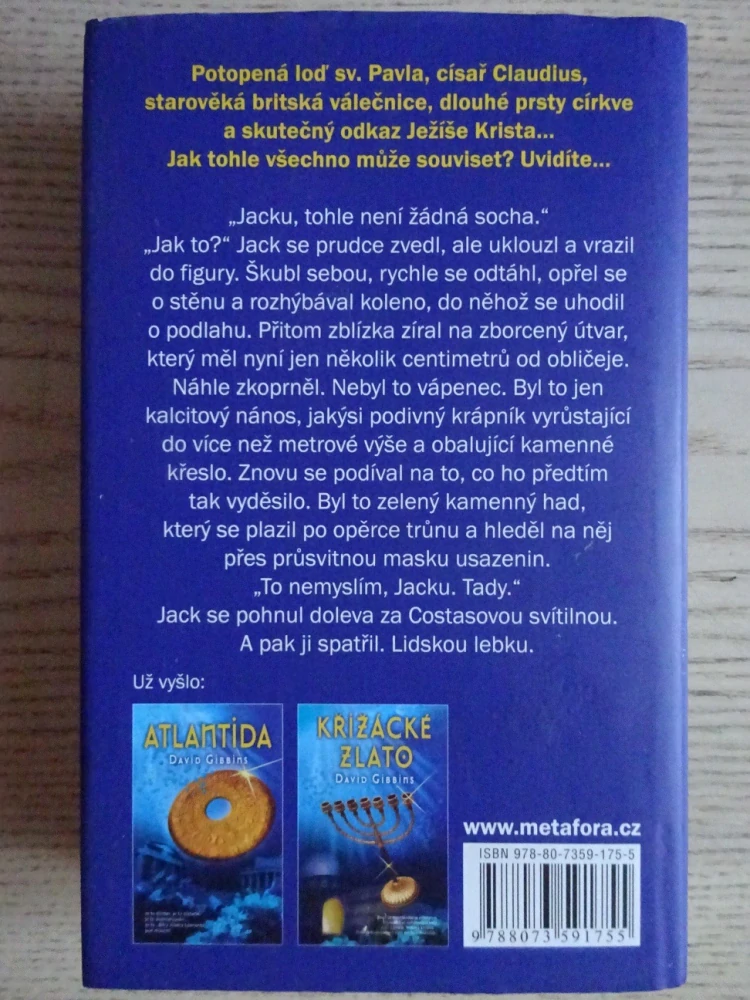 Potopená loď sv. Pavla, císař Claudius,
starověká britská válečnice, dlouhé prsty církve
a skutečný odkaz Ježíše Krista...
Jak tohle všechno může souviset? Uvidíte...
„Jacku, tohle není žádná socha.“
„Jak to?“ Jack se prudce zvedl, ale uklouzl a vrazil
do figury. Škubl sebou, rychle se odtáhl, opřel se
o stěnu a rozhýbával koleno, do něhož se uhodil
o podlahu. Přitom zblízka zíral na zborcený útvar,
který měl nyní jen několik centimetrů od obličeje.
Náhle zkoprněl. Nebyl to vápenec. Byl to jen
kalcitový nános, jakýsi podivný krápník vyrůstající
do více než metrové výše a obalující kamenné
křeslo. Znovu se podíval na to, co ho předtím
tak vyděsilo. Byl to zelený kamenný had,
který se plazil po opěrce trůnu a hleděl na něj
přes průsvitnou masku usazenin.
„To nemyslím, Jacku. Tady.“
Jack se pohnul doleva za Costasovou svítilnou.
A pak ji spatřil. Lidskou lebku.
Už vyšlo:
ATLANTIDA
DAVID GIBBINS
KŘIŽÁCKÉ
ZLATO
DAVID GIBBINS
www.metafora.cz
ISBN 978-80-7359-175-5
9 788073 591755